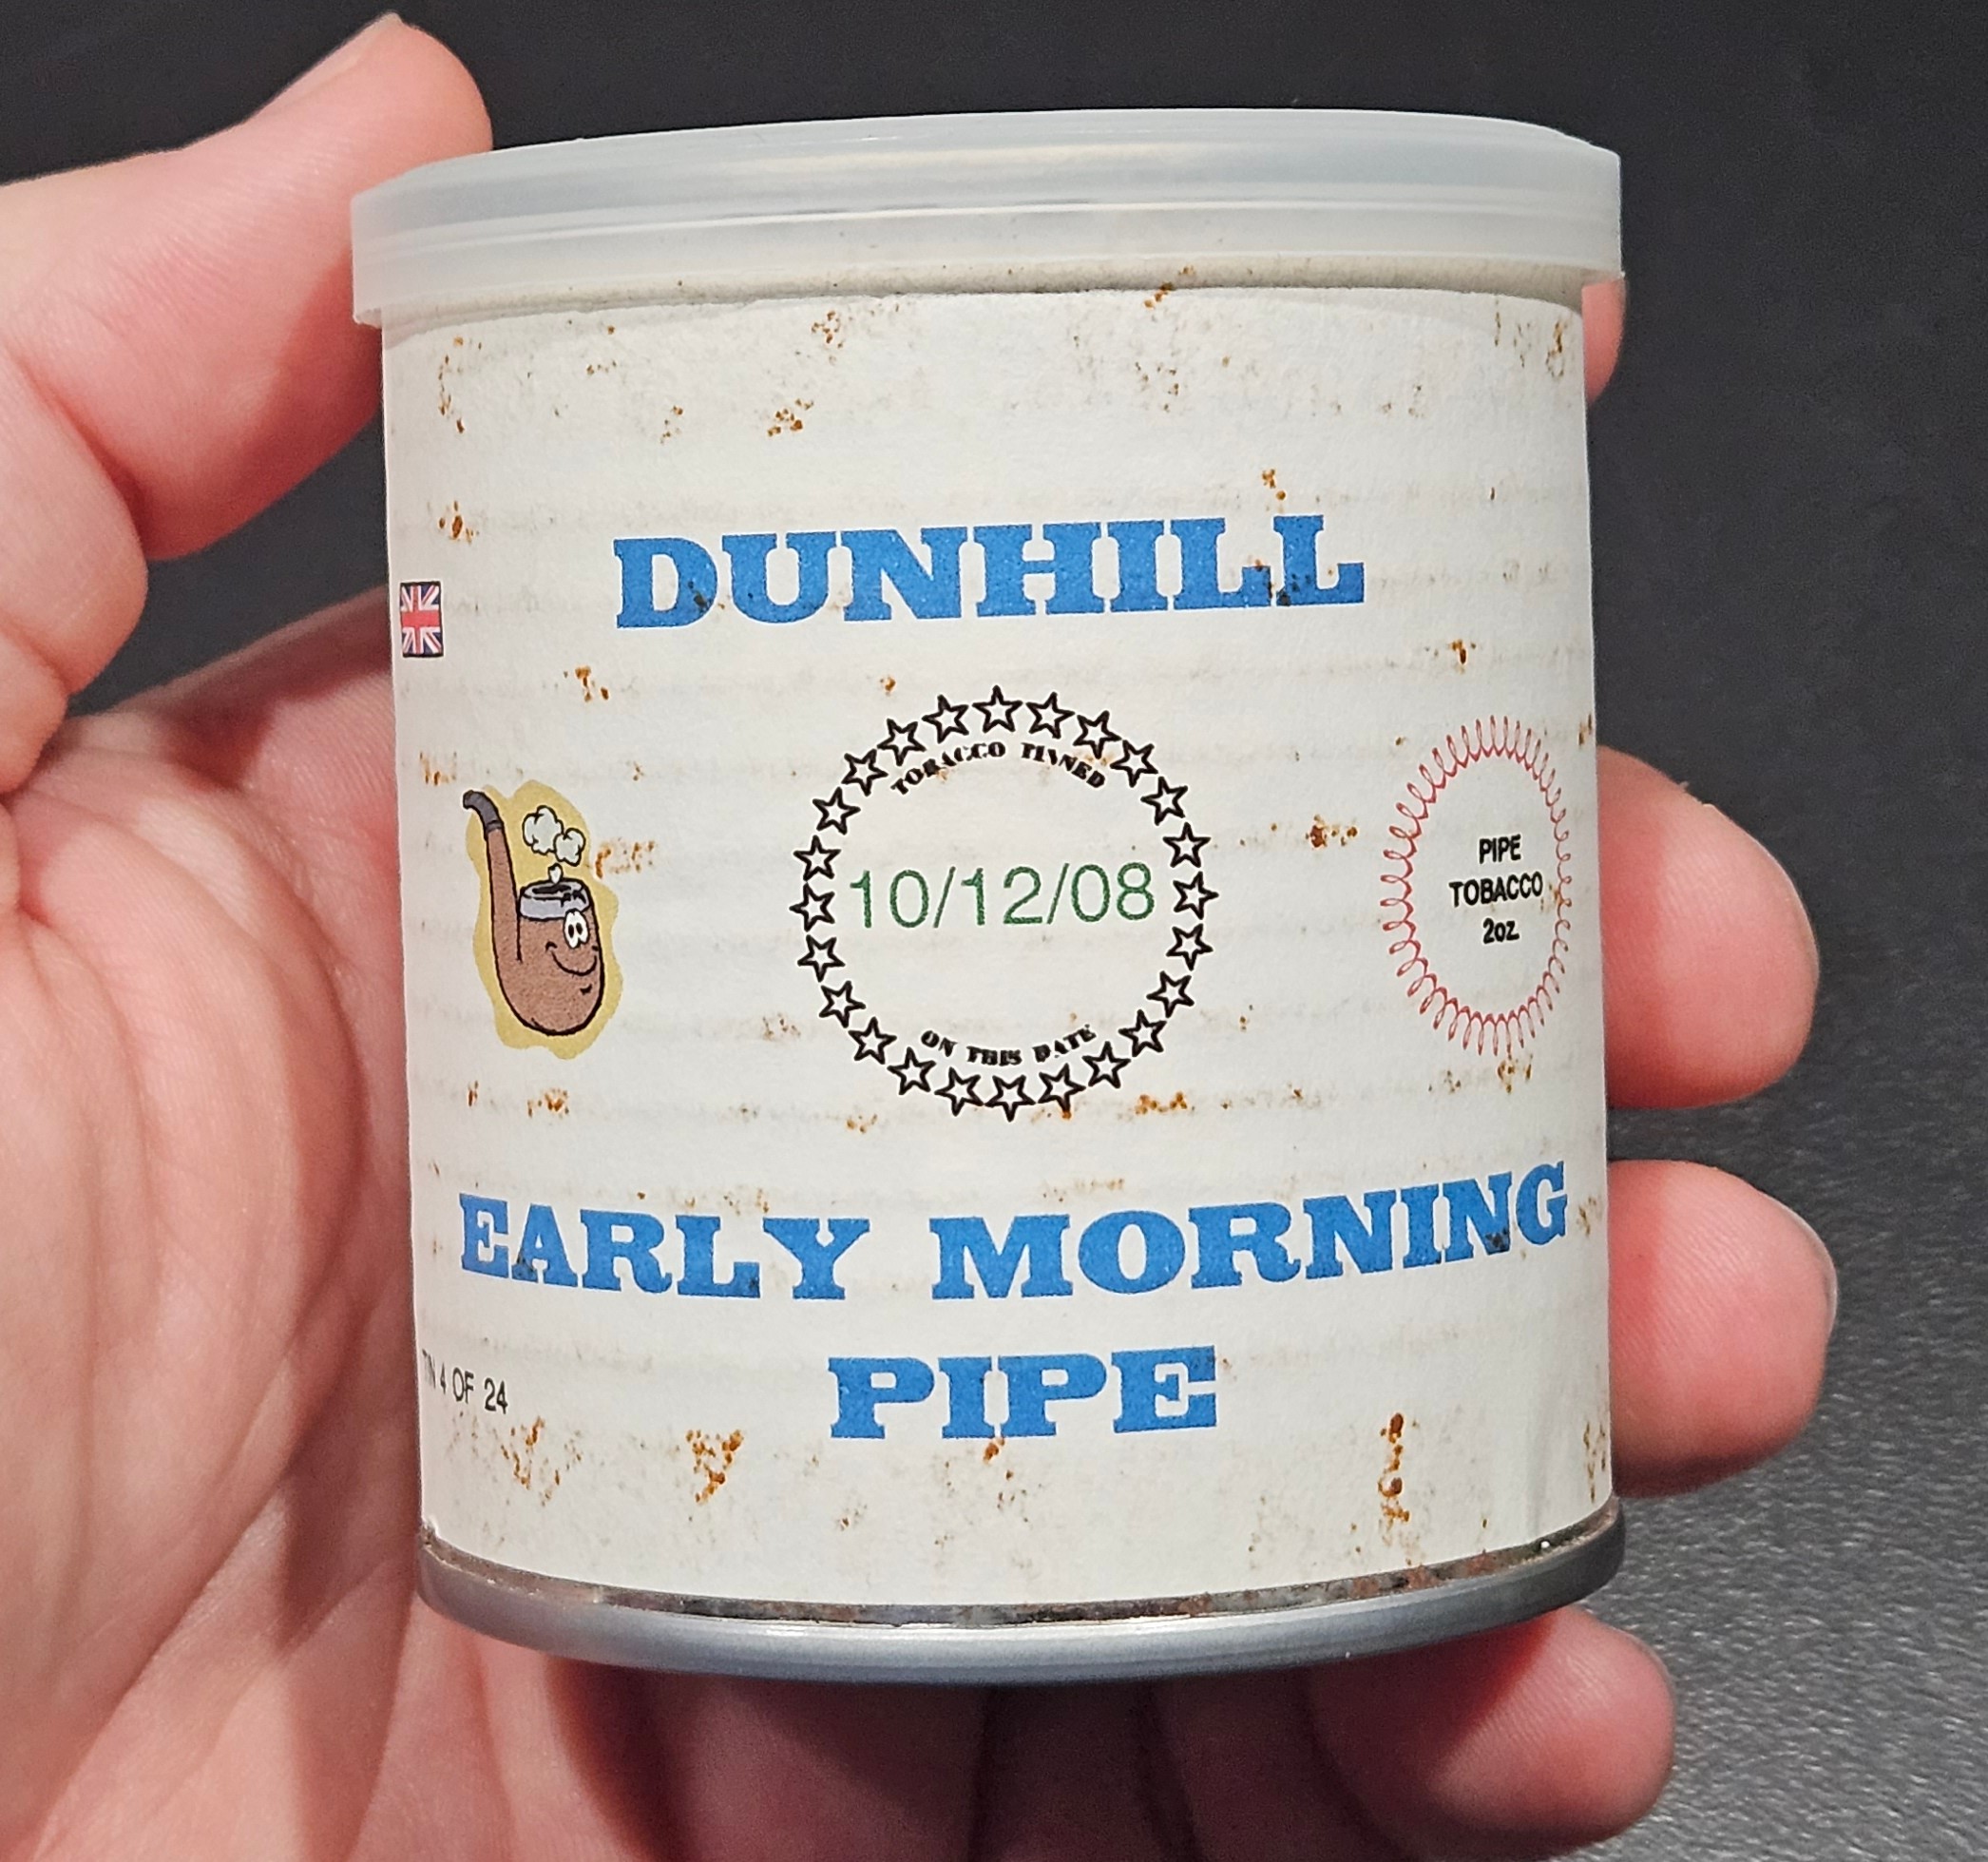 DUNHILL
TOBACCO TINNED
10/12/08
ON THIS DATE
PIPE
TOBACCO
2oz
EARLY MORNING
PIPE
TIN 4 OF 24